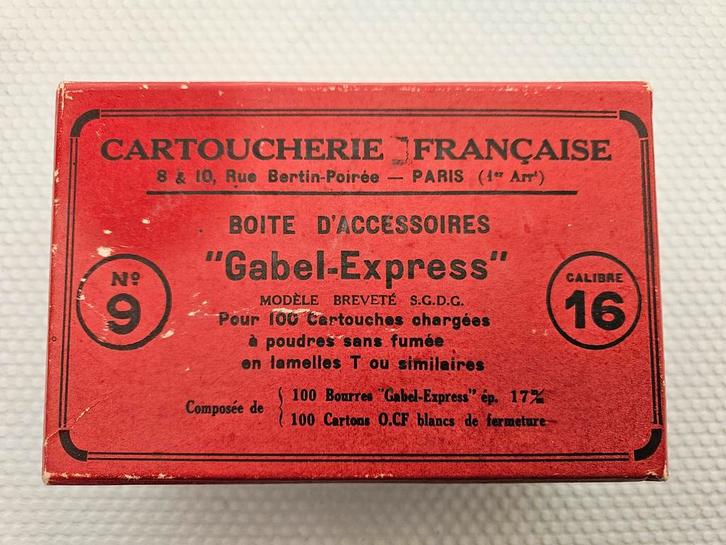 CARTOUCHERIE FRANÇAISE
8 & 10, Rue Bertin-Poirée — PARIS (1er Arrt)
BOITE D'ACCESSOIRES
"Gabel-Express"
No 9
CALIBRE 16
MODÈLE BREVETÉ S.G.D.G.
Pour 100 Cartouches chargées
à poudres sans fumée
en lamelles T ou similaires
Composée de
100 Bourres "Gabel-Express" ép. 17 m/m
100 Cartons O.CF blancs de fermeture